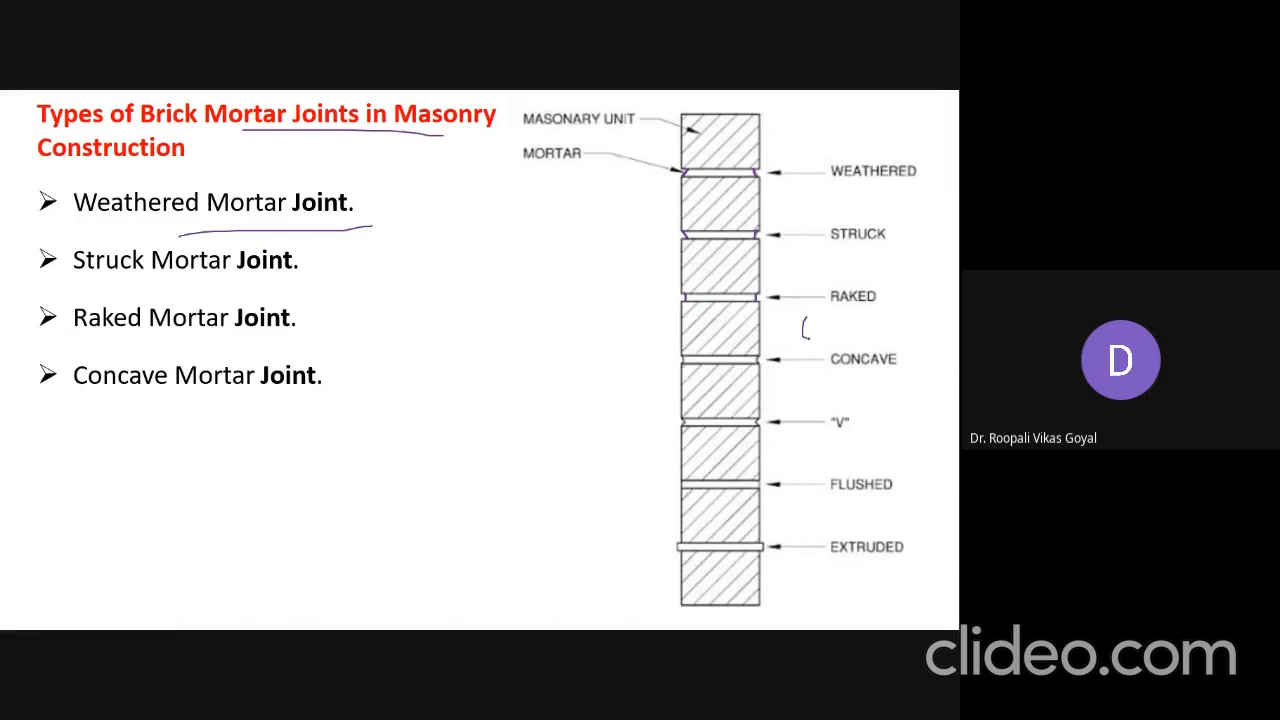 Types of Brick Mortar Joints in Masonry
Construction
Weathered Mortar Joint.
Struck Mortar Joint.
Raked Mortar Joint.
Concave Mortar Joint.
MASONARY UNIT
MORTAR
WEATHERED
STRUCK
RAKED
CONCAVE
"V"
FLUSHED
EXTRUDED
D
Dr. Roopali Vikas Goyal
clideo.com